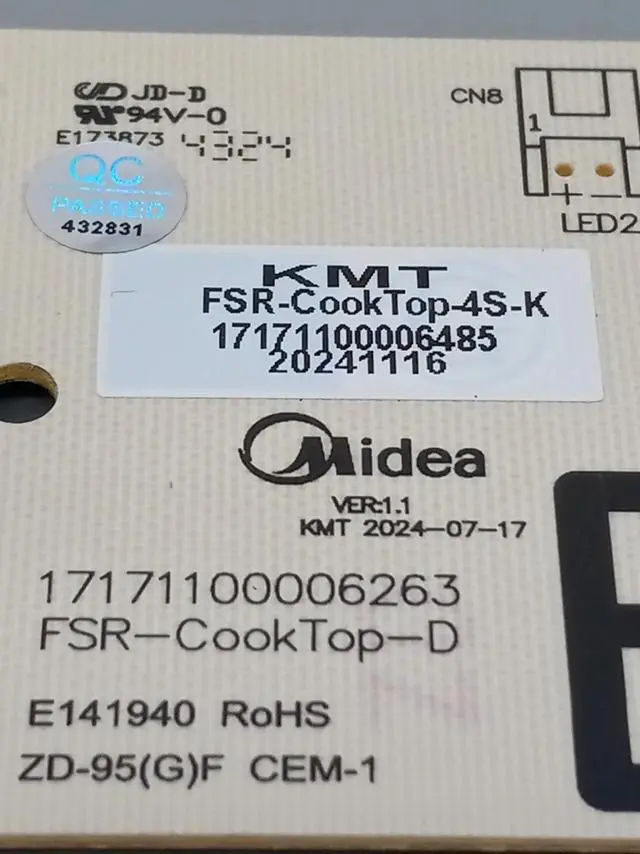 JD-D
94V-0
E173873 4324
QC
PASSED
432831
CN8
1
+ −
LED2
KMT
FSR-CookTop-4S-K
17171100006485
20241116
Midea
VER:1.1
KMT 2024-07-17
17171100006263
FSR-CookTop-D
E141940 RoHS
ZD-95(G)F CEM-1